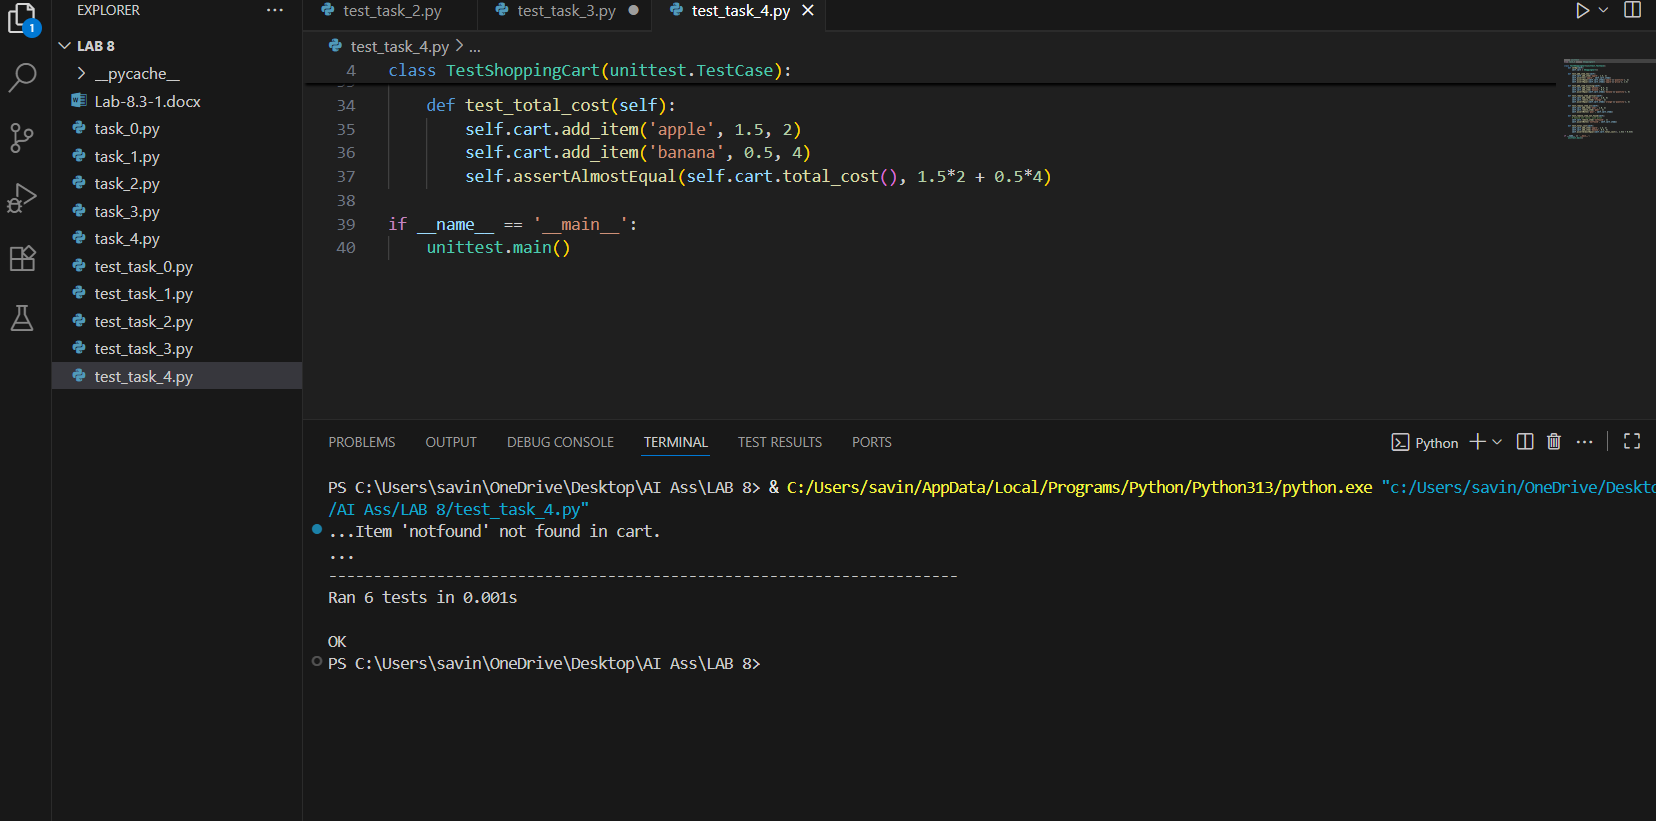 EXPLORER ...
1
LAB 8
__pycache__
Lab-8.3-1.docx
task_0.py
task_1.py
task_2.py
task_3.py
task_4.py
test_task_0.py
test_task_1.py
test_task_2.py
test_task_3.py
test_task_4.py
test_task_2.py test_task_3.py test_task_4.py
test_task_4.py > ...
4 class TestShoppingCart(unittest.TestCase):
34 def test_total_cost(self):
35 self.cart.add_item('apple', 1.5, 2)
36 self.cart.add_item('banana', 0.5, 4)
37 self.assertAlmostEqual(self.cart.total_cost(), 1.5*2 + 0.5*4)
38
39 if __name__ == '__main__':
40 unittest.main()
PROBLEMS OUTPUT DEBUG CONSOLE TERMINAL TEST RESULTS PORTS Python
PS C:\Users\savin\OneDrive\Desktop\AI Ass\LAB 8> & C:/Users/savin/AppData/Local/Programs/Python/Python313/python.exe "c:/Users/savin/OneDrive/Deskto
/AI Ass/LAB 8/test_task_4.py"
...Item 'notfound' not found in cart.
...
----------------------------------------------------------------------
Ran 6 tests in 0.001s
OK
PS C:\Users\savin\OneDrive\Desktop\AI Ass\LAB 8>